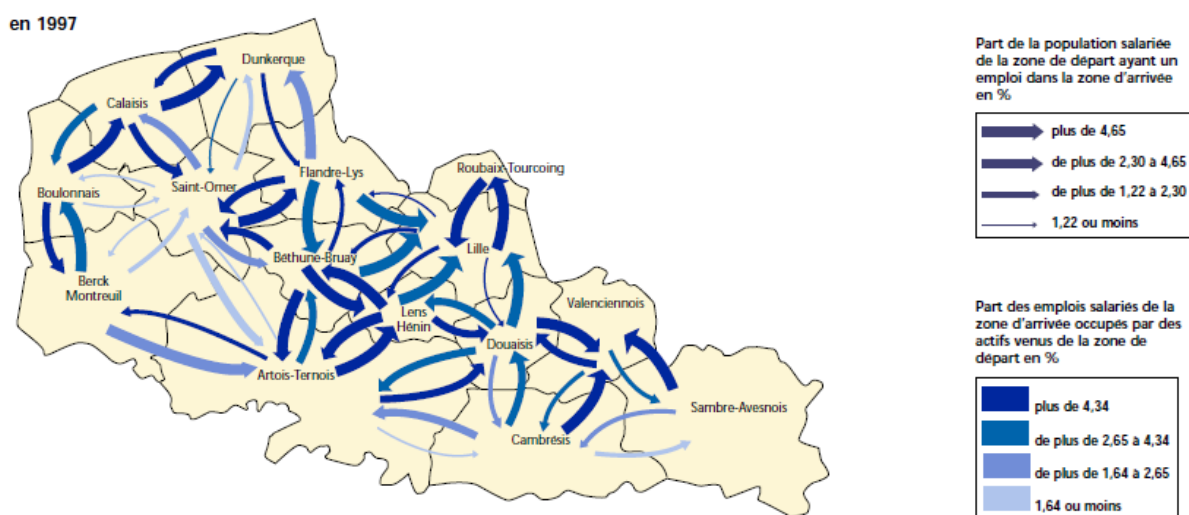 en 1997
Dunkerque
Calaisis
Flandre-Lys
Roubaix-Tourcoing
Saint-Omer
Boulonnais
Lille
Béthune-Bruay
Berck
Montreuil
Valenciennois
Lens
Hénin
Douaisis
Artois-Ternois
Sambre-Avesnois
Cambrésis
Part de la population salariée
de la zone de départ ayant un
emploi dans la zone d'arrivée
en %
plus de 4,65
de plus de 2,30 à 4,65
de plus de 1,22 à 2,30
1,22 ou moins
Part des emplois salariés de la
zone d'arrivée occupés par des
actifs venus de la zone de
départ en %
plus de 4,34
de plus de 2,65 à 4,34
de plus de 1,64 à 2,65
1,64 ou moins